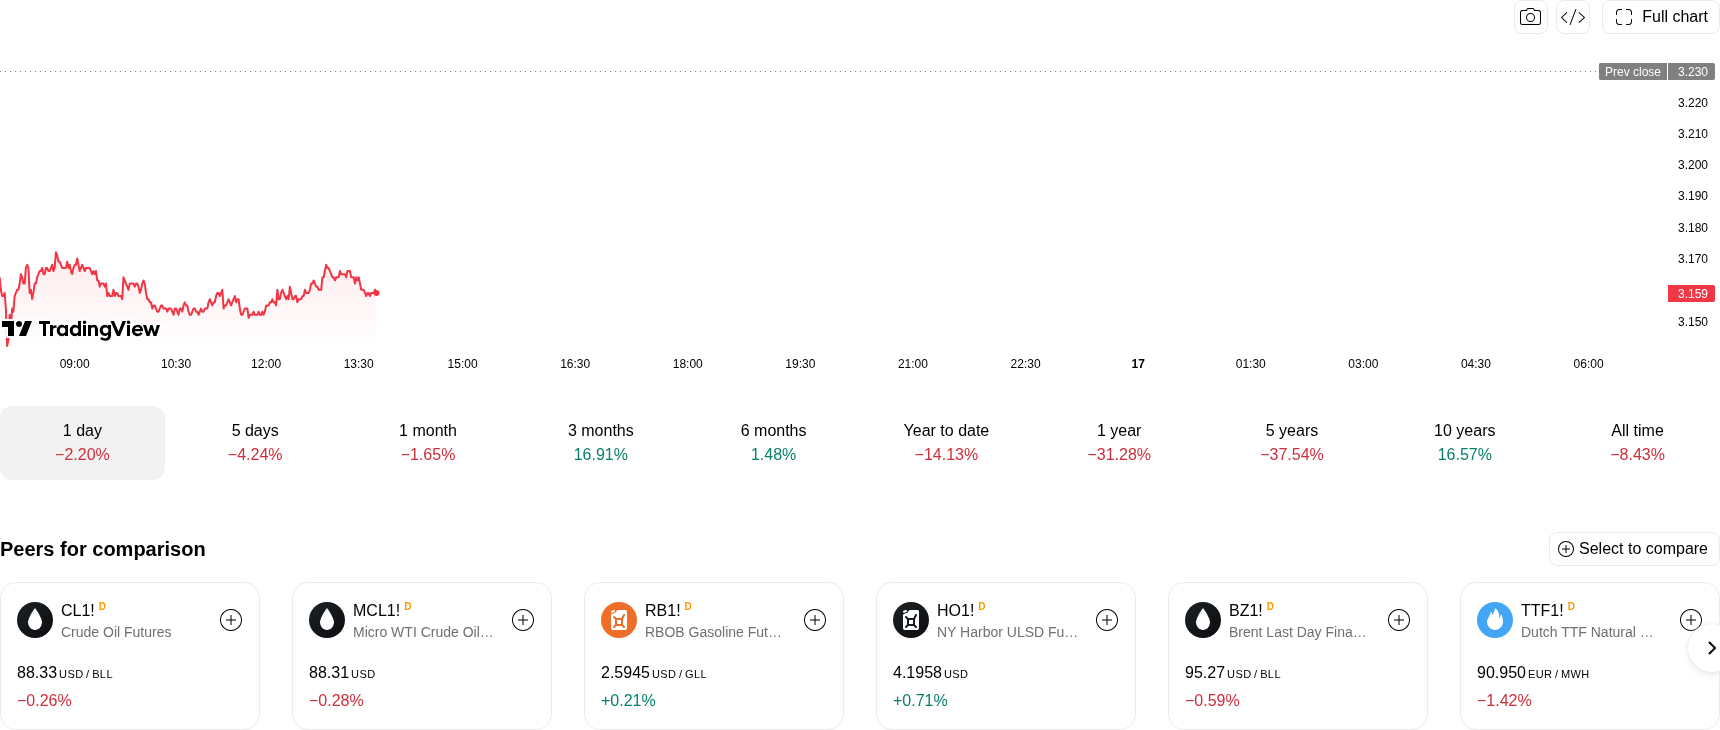 Full chart
Prev close 3.230
3.220
3.210
3.200
3.190
3.180
3.170
3.159
3.150
TradingView
09:00 10:30 12:00 13:30 15:00 16:30 18:00 19:30 21:00 22:30 17 01:30 03:00 04:30 06:00
1 day 5 days 1 month 3 months 6 months Year to date 1 year 5 years 10 years All time
−2.20% −4.24% −1.65% 16.91% 1.48% −14.13% −31.28% −37.54% 16.57% −8.43%
Peers for comparison Select to compare
CL1! D MCL1! D RB1! D HO1! D BZ1! D TTF1! D
Crude Oil Futures Micro WTI Crude Oil… RBOB Gasoline Fut… NY Harbor ULSD Fu… Brent Last Day Fina… Dutch TTF Natural …
88.33 USD / BLL 88.31 USD 2.5945 USD / GLL 4.1958 USD 95.27 USD / BLL 90.950 EUR / MWH
−0.26% −0.28% +0.21% +0.71% −0.59% −1.42%